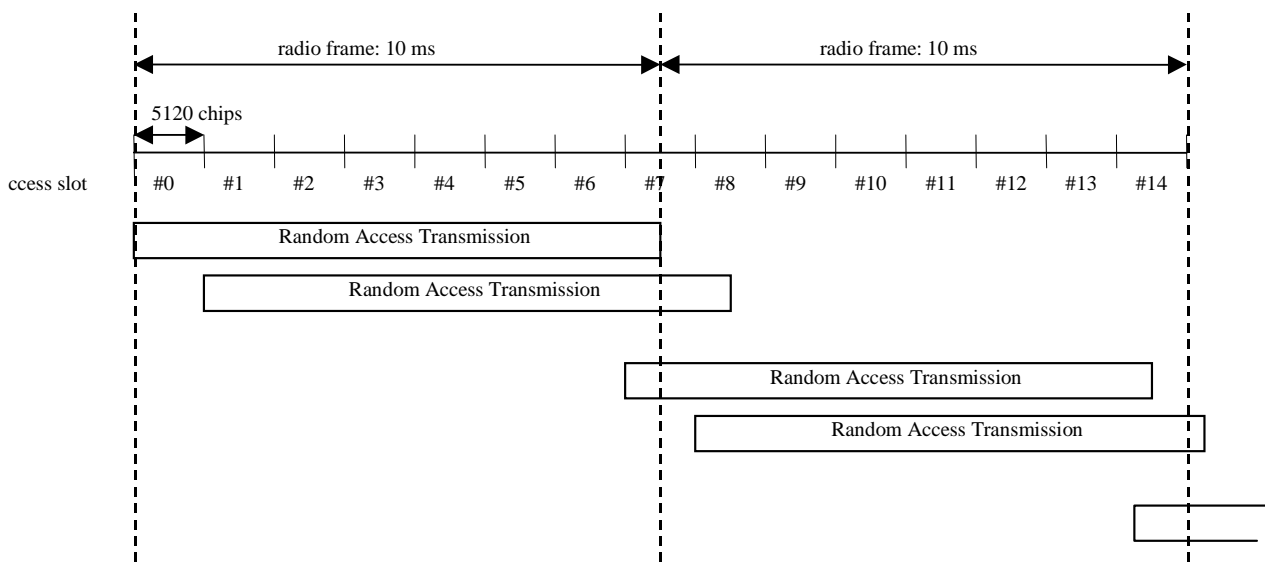 radio frame: 10 ms radio frame: 10 ms
5120 chips
ccess slot #0 #1 #2 #3 #4 #5 #6 #7 #8 #9 #10 #11 #12 #13 #14
Random Access Transmission
Random Access Transmission
Random Access Transmission
Random Access Transmission